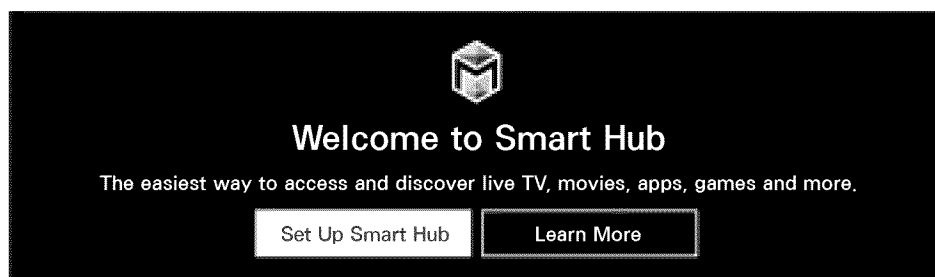 Welcome to Smart Hub
The easiest way to access and discover live TV, movies, apps, games and more.
Set Up Smart Hub
Learn More